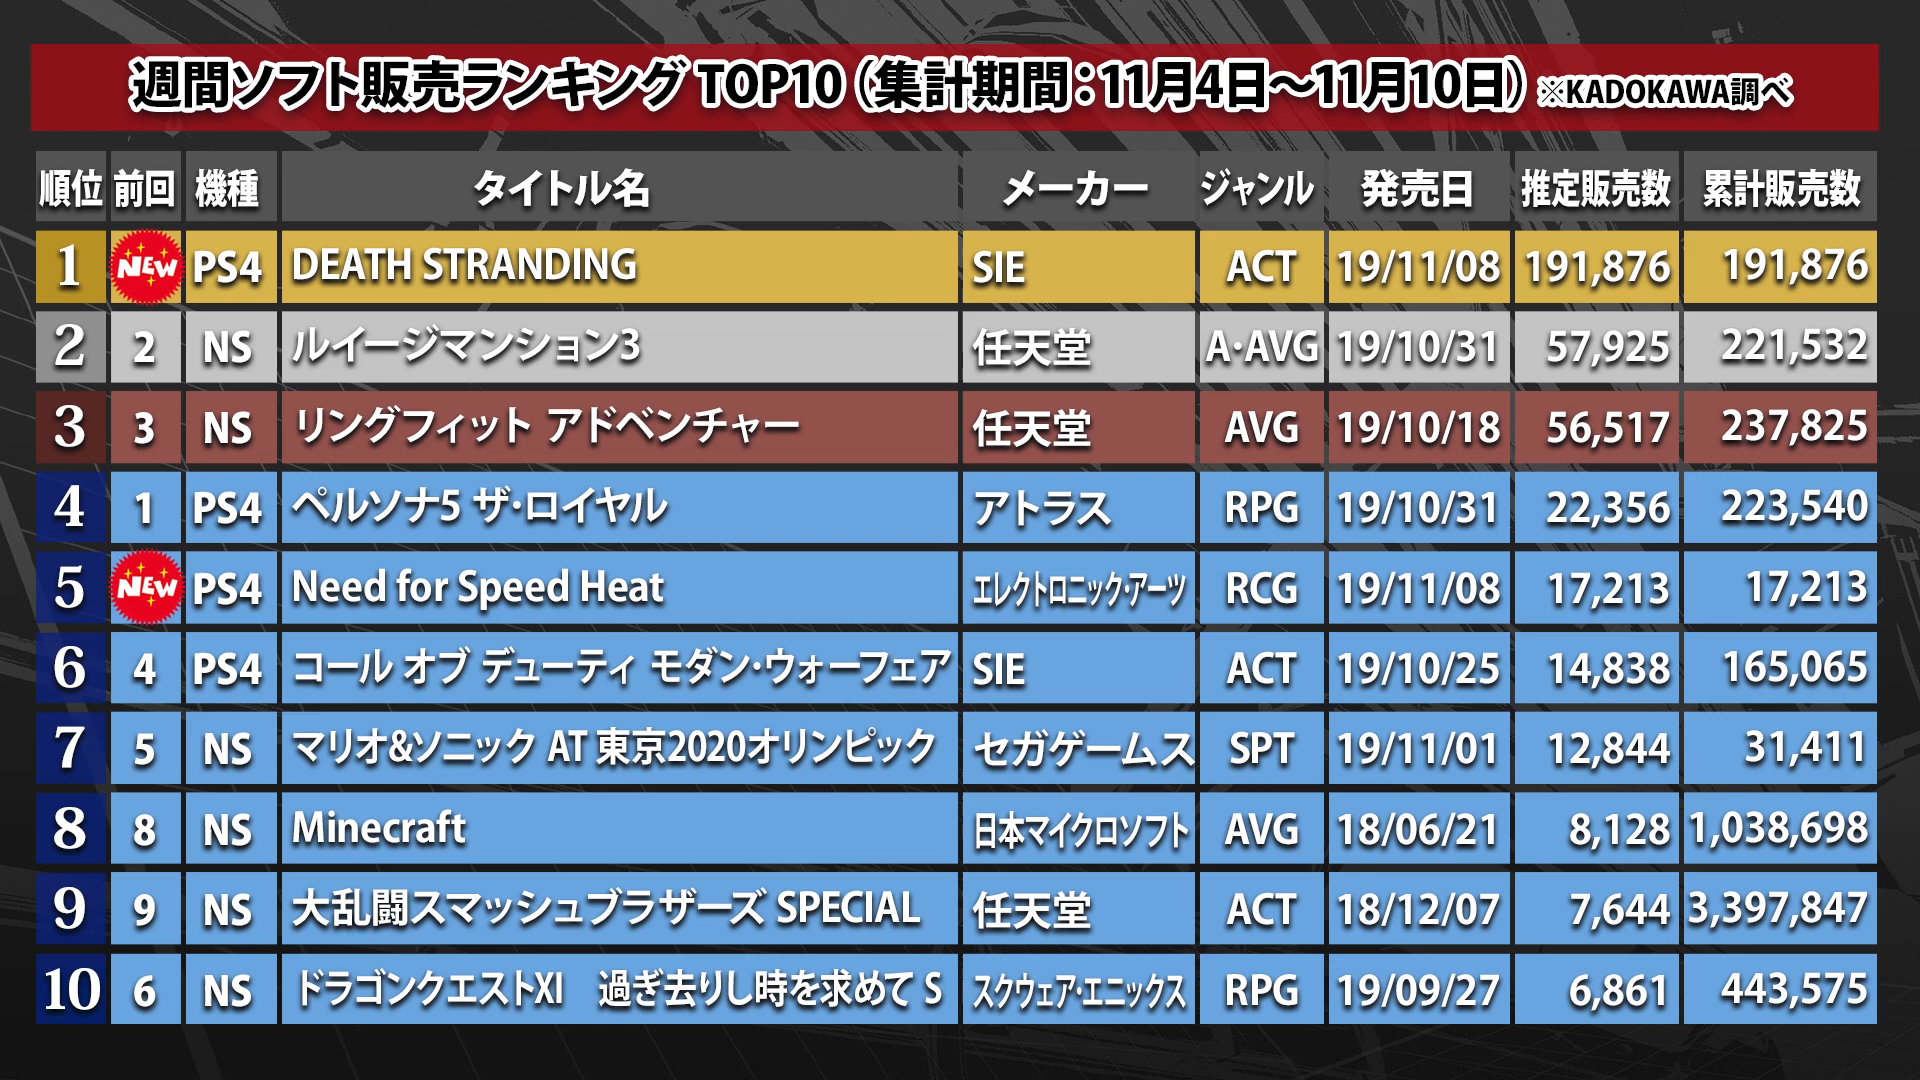 週間ソフト販売ランキング TOP10（集計期間：11月4日～11月10日）※KADOKAWA調べ
順位 前回 機種 タイトル名 メーカー ジャンル 発売日 推定販売数 累計販売数
1 NEW PS4 DEATH STRANDING SIE ACT 19/11/08 191,876 191,876
2 2 NS ルイージマンション3 任天堂 A・AVG 19/10/31 57,925 221,532
3 3 NS リングフィット アドベンチャー 任天堂 AVG 19/10/18 56,517 237,825
4 1 PS4 ペルソナ5 ザ・ロイヤル アトラス RPG 19/10/31 22,356 223,540
5 NEW PS4 Need for Speed Heat エレクトロニック・アーツ RCG 19/11/08 17,213 17,213
6 4 PS4 コール オブ デューティ モダン・ウォーフェア SIE ACT 19/10/25 14,838 165,065
7 5 NS マリオ&ソニック AT 東京2020オリンピック セガゲームス SPT 19/11/01 12,844 31,411
8 8 NS Minecraft 日本マイクロソフト AVG 18/06/21 8,128 1,038,698
9 9 NS 大乱闘スマッシュブラザーズ SPECIAL 任天堂 ACT 18/12/07 7,644 3,397,847
10 6 NS ドラゴンクエストXI　過ぎ去りし時を求めて S スクウェア・エニックス RPG 19/09/27 6,861 443,575